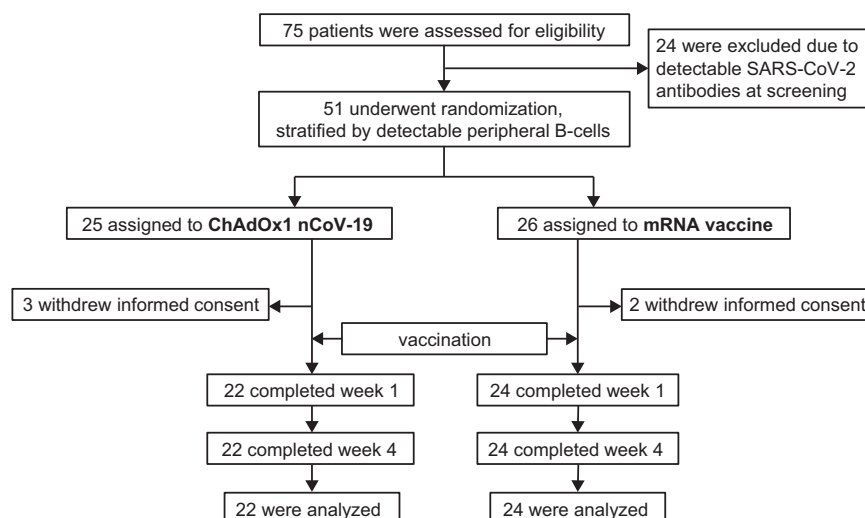 75 patients were assessed for eligibility
24 were excluded due to
detectable SARS-CoV-2
antibodies at screening
51 underwent randomization,
stratified by detectable peripheral B-cells
25 assigned to ChAdOx1 nCoV-19
26 assigned to mRNA vaccine
3 withdrew informed consent
2 withdrew informed consent
vaccination
22 completed week 1
24 completed week 1
22 completed week 4
24 completed week 4
22 were analyzed
24 were analyzed